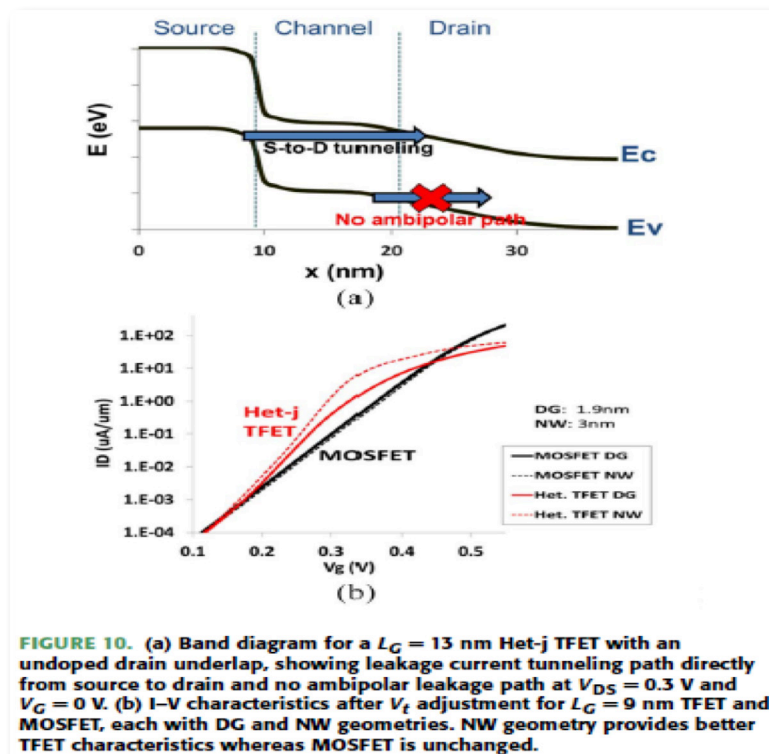 Source Channel Drain
E (eV)
S-to-D tunneling
Ec
No ambipolar path
Ev
0 10 20 30
x (nm)
(a)
1.E+02
1.E+01
1.E+00
1.E-01
1.E-02
1.E-03
1.E-04
ID (uA/um)
Het-j
TFET
MOSFET
DG: 1.9nm
NW: 3nm
MOSFET DG
MOSFET NW
Het. TFET DG
Het. TFET NW
0.1 0.2 0.3 0.4 0.5
Vg (V)
(b)
FIGURE 10. (a) Band diagram for a LG = 13 nm Het-j TFET with an
undoped drain underlap, showing leakage current tunneling path directly
from source to drain and no ambipolar leakage path at VDS = 0.3 V and
VG = 0 V. (b) I–V characteristics after Vt adjustment for LG = 9 nm TFET and
MOSFET, each with DG and NW geometries. NW geometry provides better
TFET characteristics whereas MOSFET is unchanged.